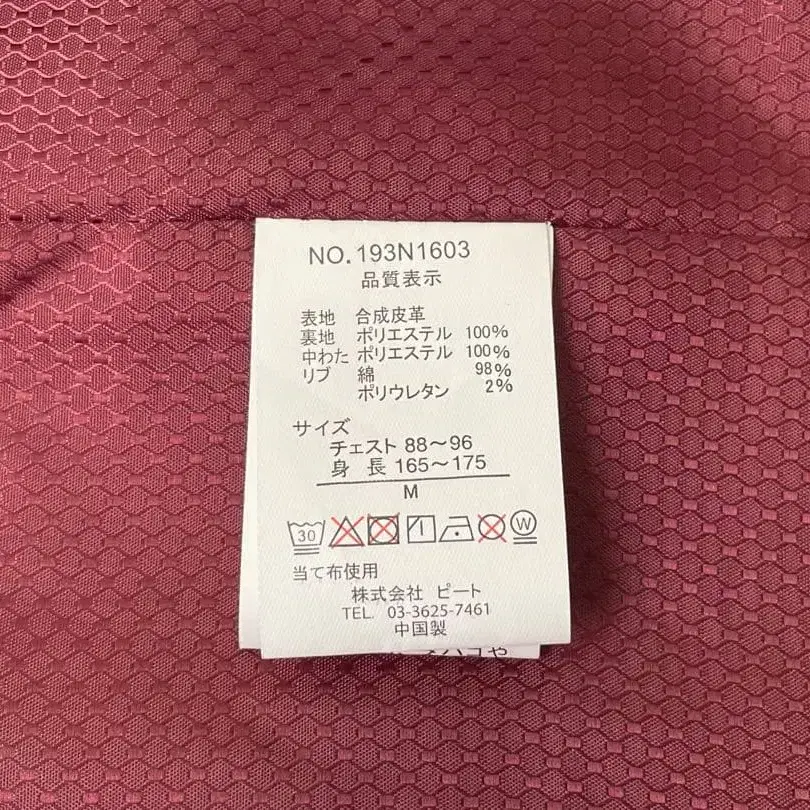 NO.193N1603
品質表示
表地 合成皮革
裏地 ポリエステル 100%
中わた ポリエステル 100%
リブ 綿 98%
ポリウレタン 2%
サイズ
チェスト 88〜96
身長 165〜175
M
30 W
当て布使用
株式会社 ピート
TEL. 03-3625-7461
中国製